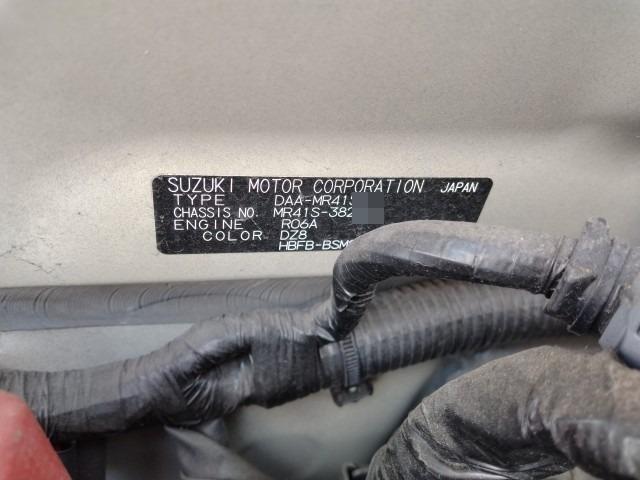 SUZUKI MOTOR CORPORATION JAPAN
TYPE DAA-MR41S
CHASSIS NO. MR41S-382
ENGINE R06A
COLOR DZ8
HBFB-BSM